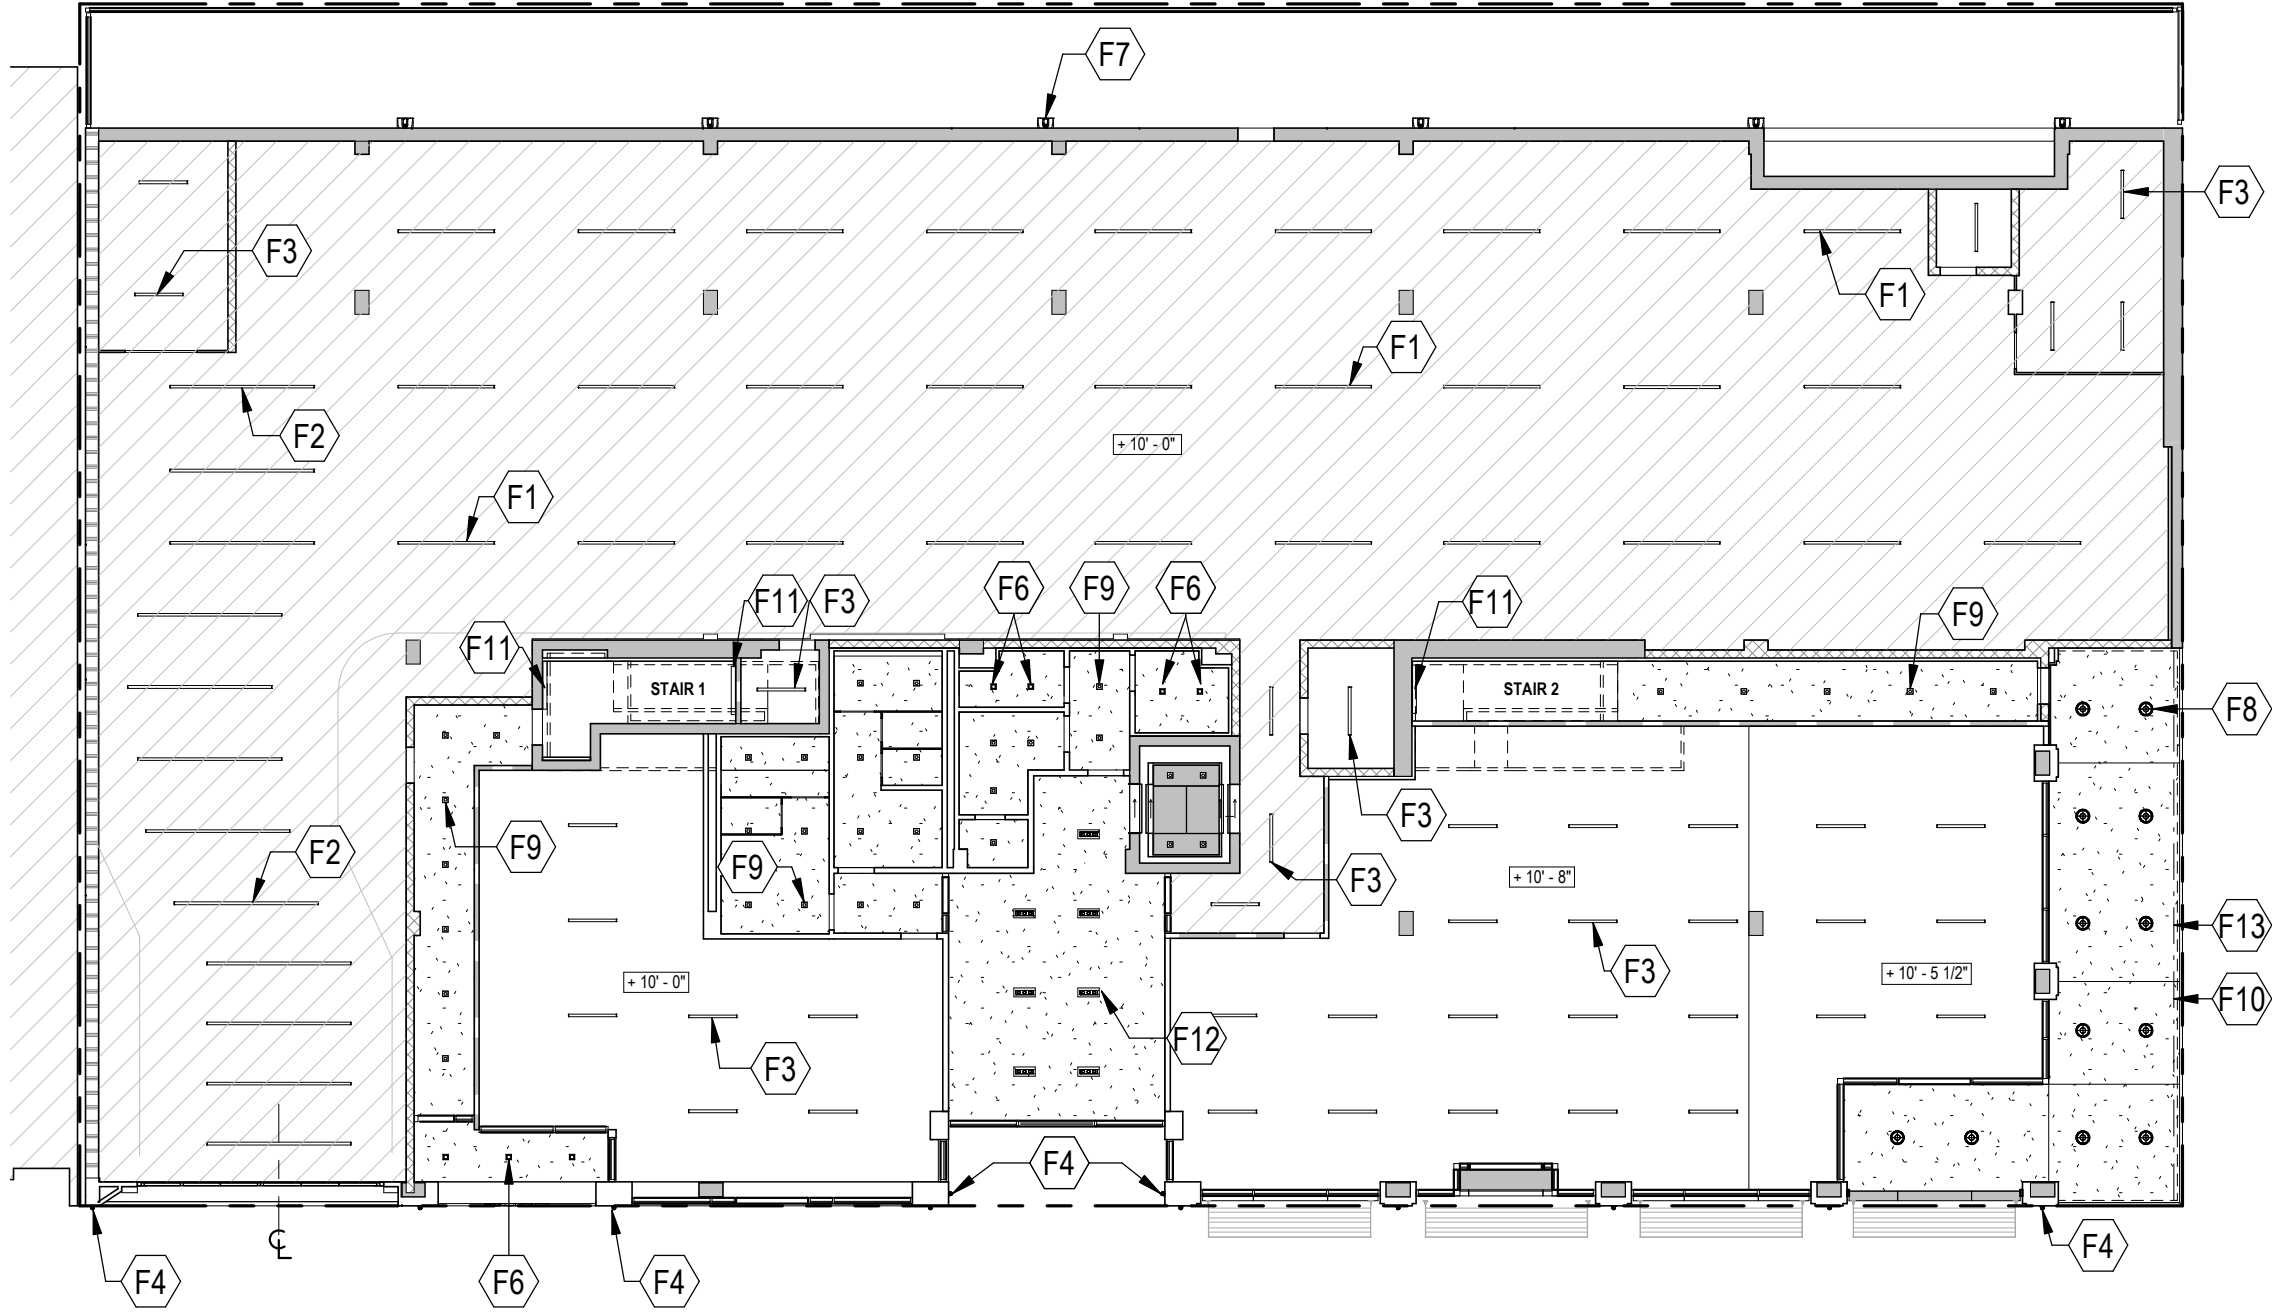 F7
F3
F3
F1
F1
F2
+ 10' - 0"
F1
F11
F3
F6
F9
F6
F11
F9
F11
STAIR 1
STAIR 2
F8
F3
F9
F2
F9
F3
+ 10' - 8"
F13
F3
+ 10' - 5 1/2"
+ 10' - 0"
F10
F12
F3
F4
℄
F4
F6
F4
F4